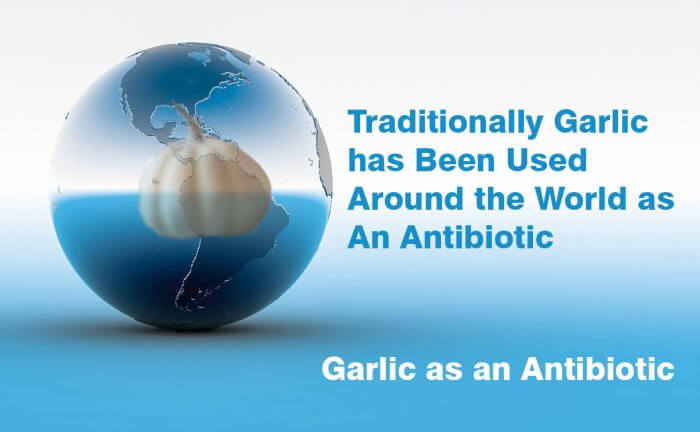 Traditionally Garlic
has Been Used
Around the World as
An Antibiotic
Garlic as an Antibiotic